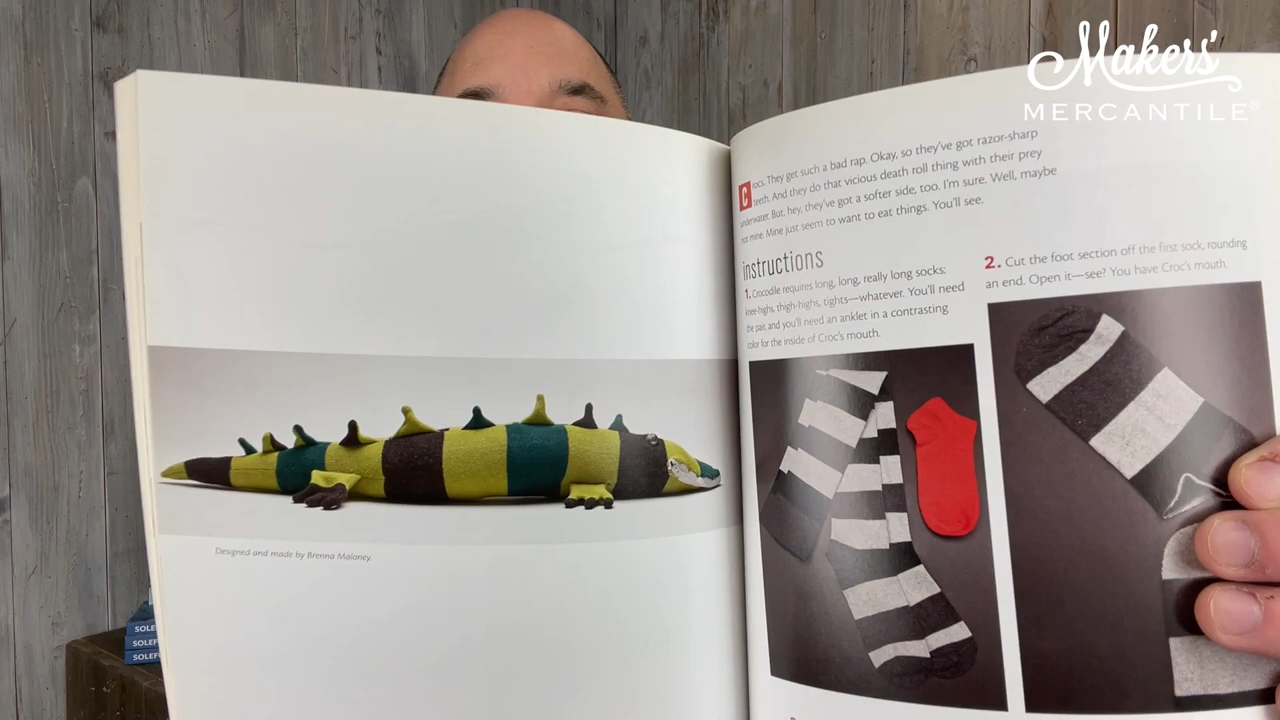 Makers'
MERCANTILE®
Crocs. They get such a bad rap. Okay, so they've got razor-sharp
teeth. And they do that vicious death roll thing with their prey
underwater. But, hey, they've got a softer side, too. I'm sure. Well, maybe
not mine. Mine just seem to want to eat things. You'll see.
instructions
1. Crocodile requires long, long, really long socks:
knee-highs, thigh-highs, tights—whatever. You'll need
the pair, and you'll need an anklet in a contrasting
color for the inside of Croc's mouth.
2. Cut the foot section off the first sock, rounding
an end. Open it—see? You have Croc's mouth.
Designed and made by Brenna Maloney.
SOLEF
SOLEF
SOLEF